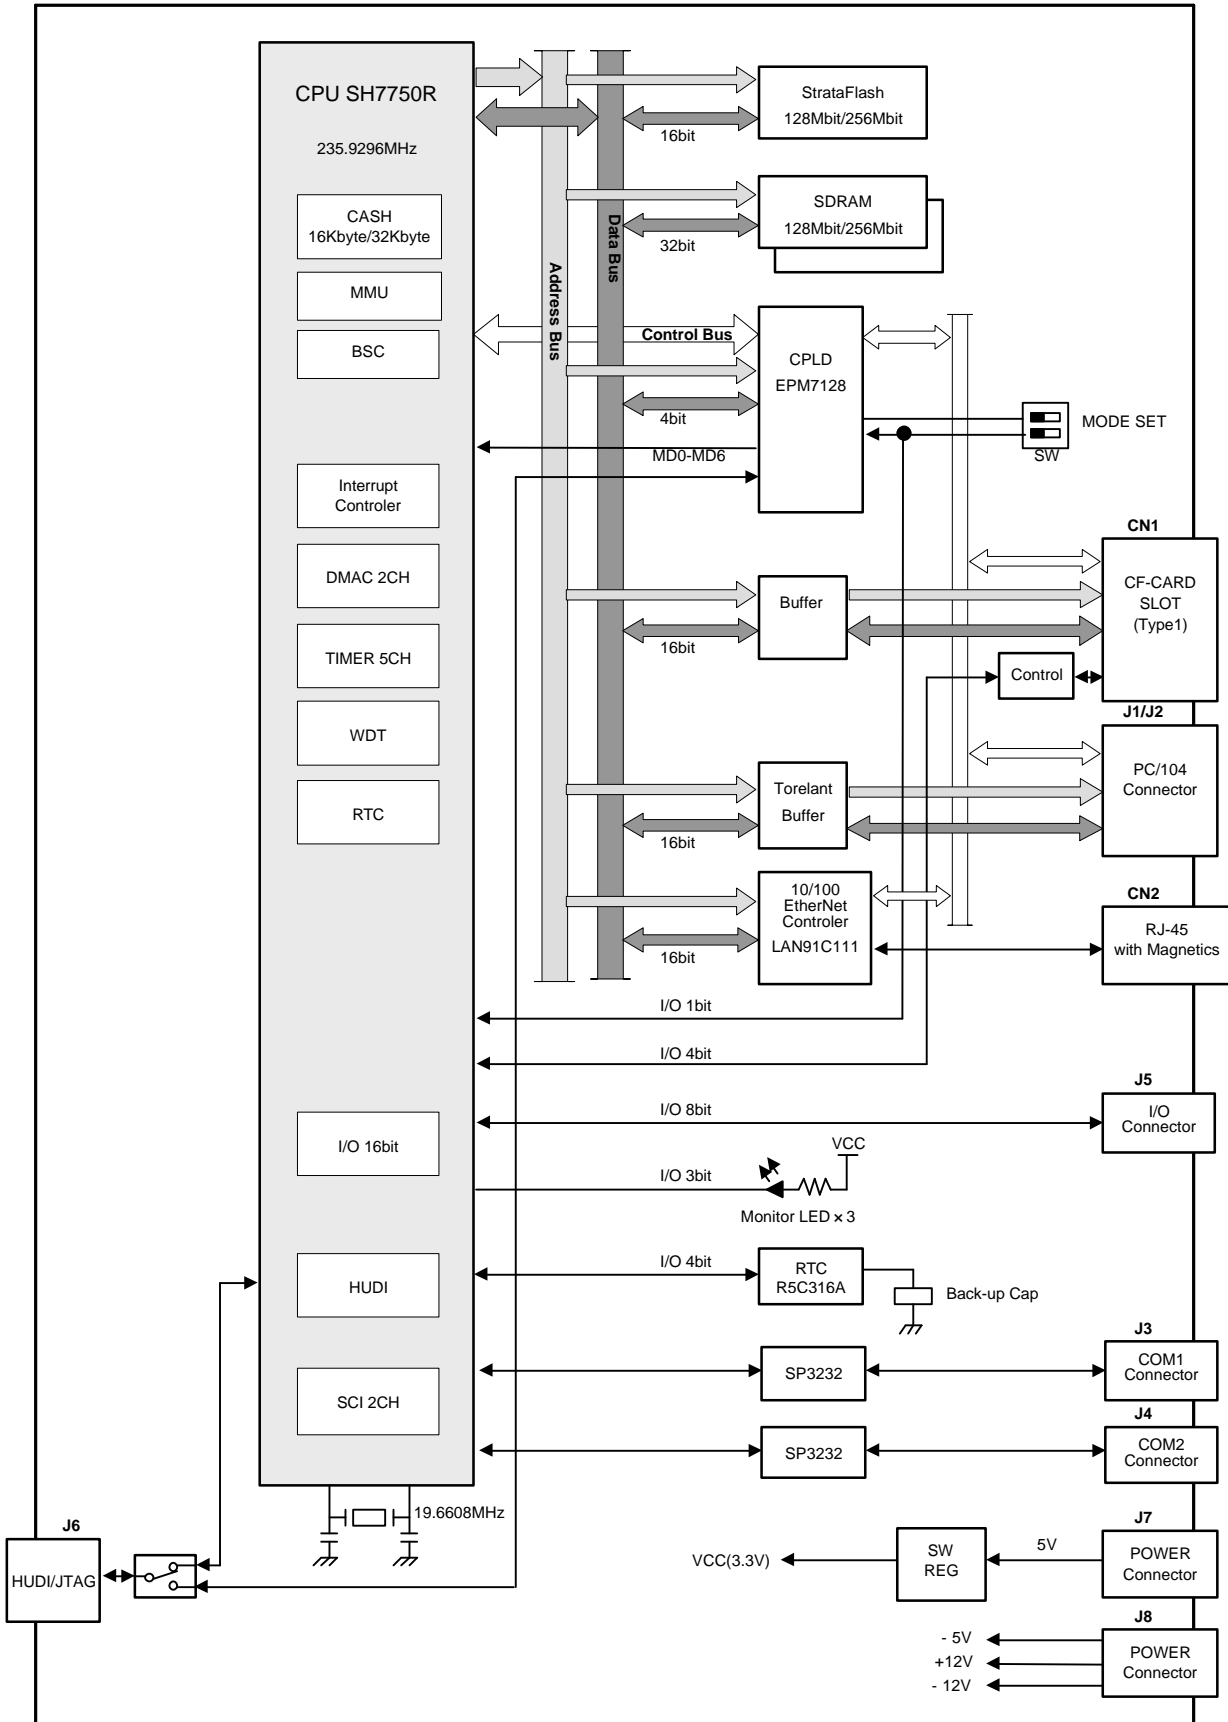 CPU SH7750R
235.9296MHz
CASH
16Kbyte/32Kbyte
MMU
BSC
Interrupt
Controler
DMAC 2CH
TIMER 5CH
WDT
RTC
I/O 16bit
HUDI
SCI 2CH
19.6608MHz
Address Bus
Data Bus
StrataFlash
128Mbit/256Mbit
16bit
SDRAM
128Mbit/256Mbit
32bit
Control Bus
CPLD
EPM7128
4bit
MD0-MD6
MODE SET
SW
CN1
CF-CARD
SLOT
(Type1)
Buffer
16bit
Control
J1/J2
PC/104
Connector
Torelant
Buffer
16bit
10/100
EtherNet
Controler
LAN91C111
16bit
CN2
RJ-45
with Magnetics
I/O 1bit
I/O 4bit
J5
I/O
Connector
I/O 8bit
VCC
I/O 3bit
Monitor LED × 3
I/O 4bit
RTC
R5C316A
Back-up Cap
J3
COM1
Connector
SP3232
J4
COM2
Connector
SP3232
J6
HUDI/JTAG
J7
POWER
Connector
5V
SW
REG
VCC(3.3V)
J8
POWER
Connector
- 5V
+12V
- 12V